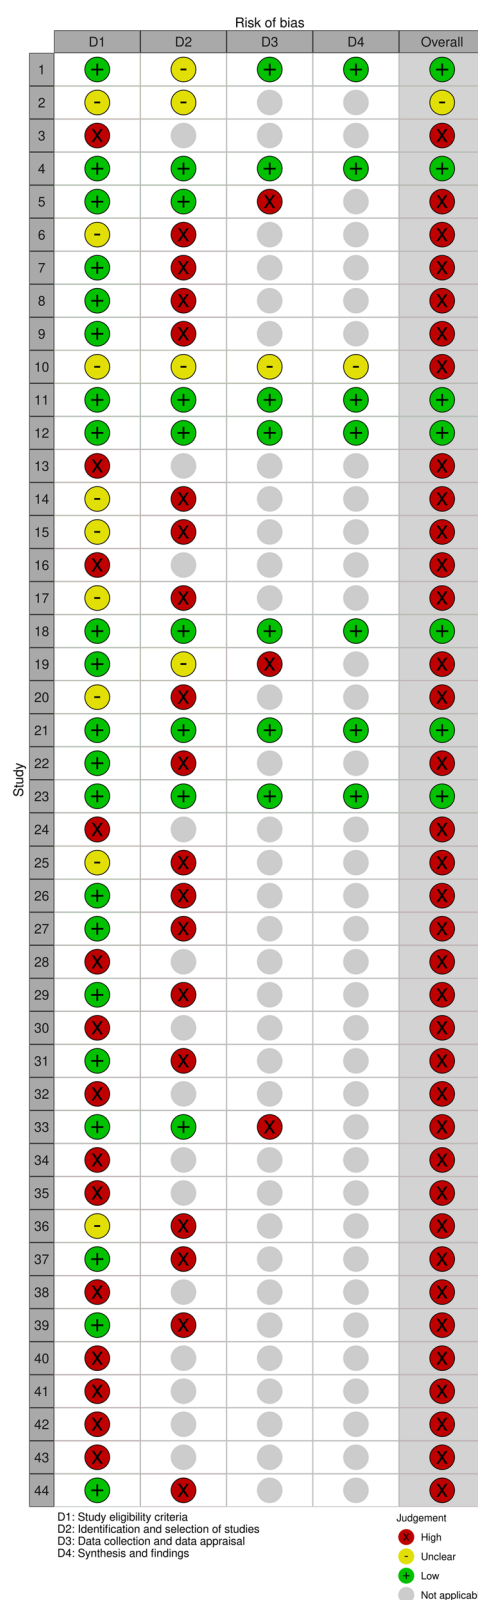 Risk of bias
D1 D2 D3 D4 Overall
1 + - + + +
2 - - -
3 X X
4 + + + + +
5 + + X X
6 - X X
7 + X X
8 + X X
9 + X X
10 - - - - X
11 + + + + +
12 + + + + +
13 X X
14 - X X
15 - X X
16 X X
17 - X X
18 + + + + +
19 + - X X
20 - X X
21 + + + + +
Study
22 + X X
23 + + + + +
24 X X
25 - X X
26 + X X
27 + X X
28 X X
29 + X X
30 X X
31 + X X
32 X X
33 + + X X
34 X X
35 X X
36 - X X
37 + X X
38 X X
39 + X X
40 X X
41 X X
42 X X
43 X X
44 + X X
D1: Study eligibility criteria
D2: Identification and selection of studies
D3: Data collection and data appraisal
D4: Synthesis and findings
Judgement
X High
- Unclear
+ Low
Not applicab